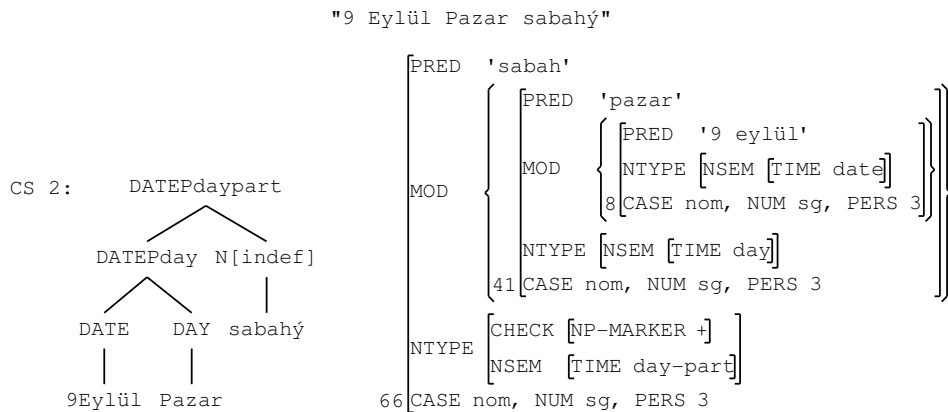 "9 Eylül Pazar sabahý"
PRED 'sabah'
PRED 'pazar'
PRED '9 eylül'
MOD NTYPE NSEM TIME date
CS 2: DATEPdaypart MOD
8 CASE nom, NUM sg, PERS 3
DATEPday N[indef] NTYPE NSEM TIME day
41 CASE nom, NUM sg, PERS 3
DATE DAY sabahý CHECK NP-MARKER +
NTYPE
NSEM TIME day-part
9Eylül Pazar 66 CASE nom, NUM sg, PERS 3